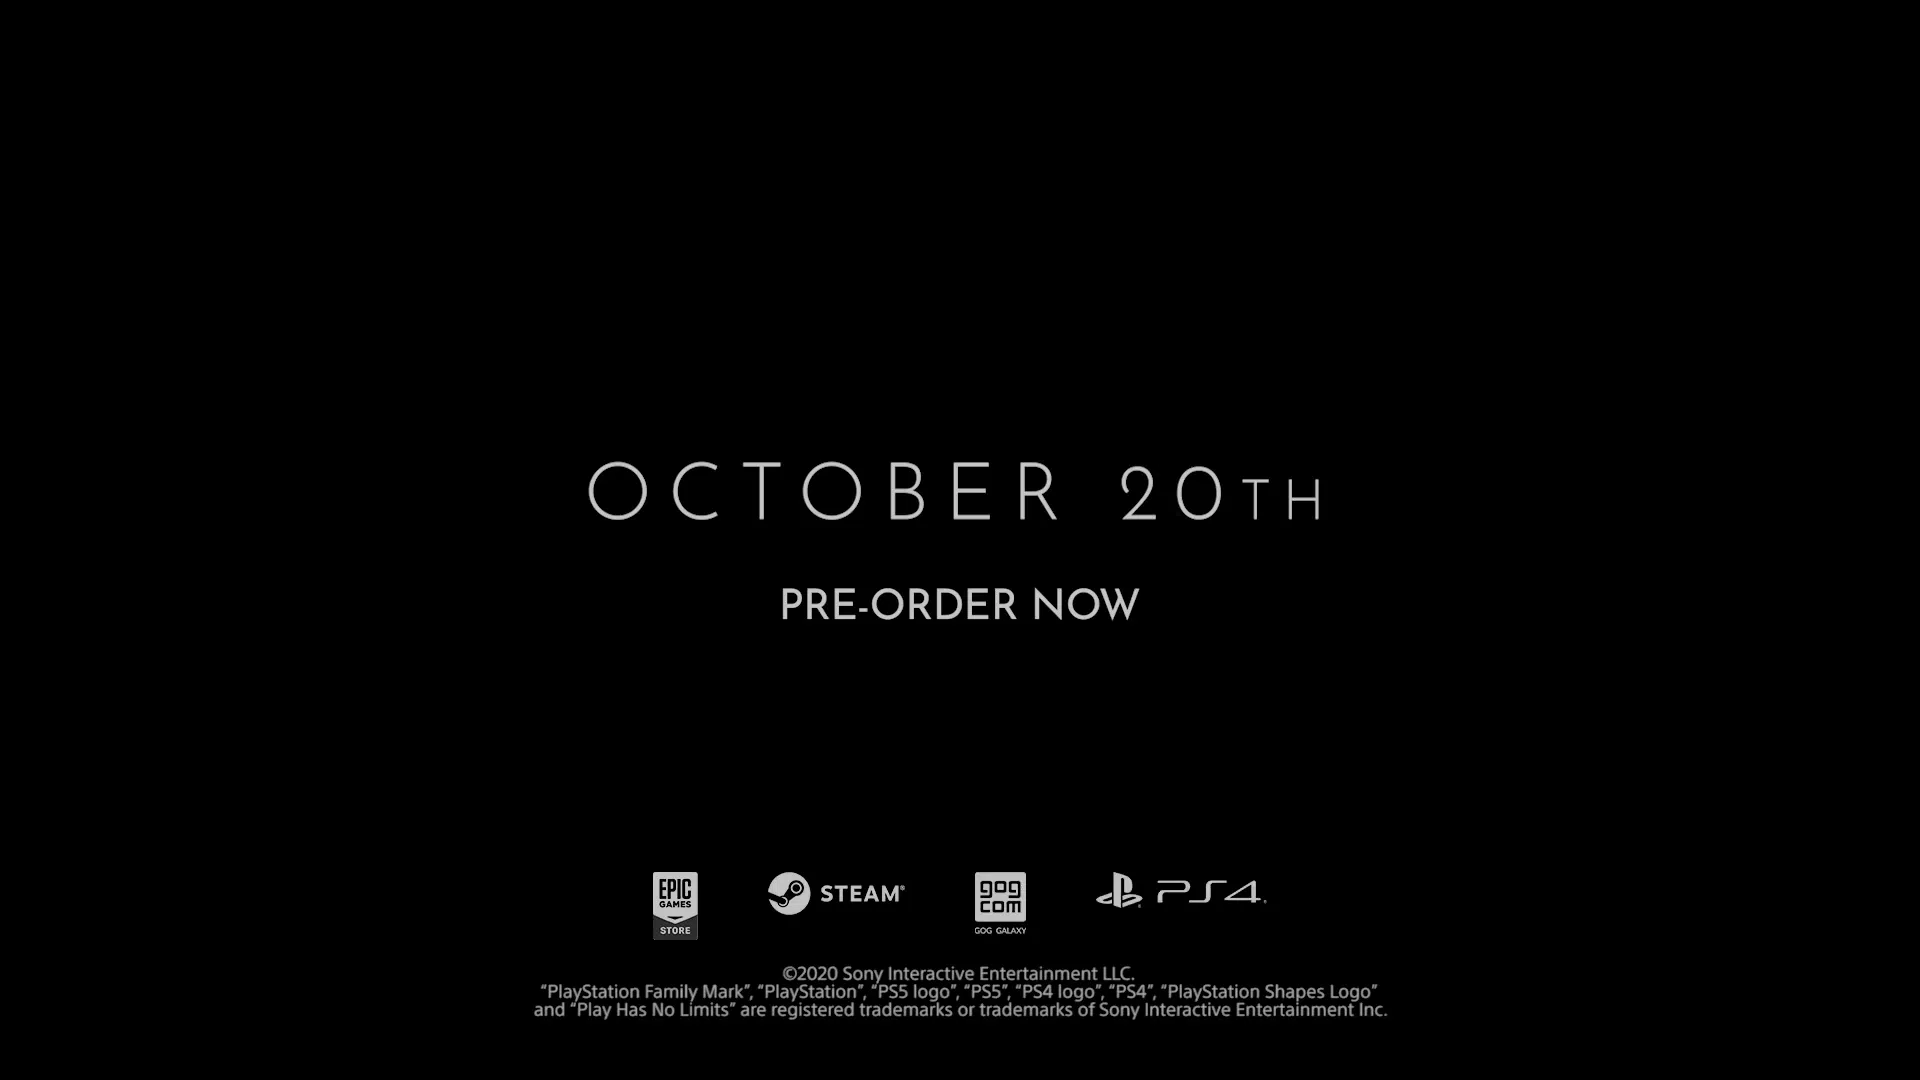 OCTOBER 20TH
PRE-ORDER NOW
EPIC
GAMES
STORE
STEAM®
gog
com
GOG GALAXY
PS4
©2020 Sony Interactive Entertainment LLC.
“PlayStation Family Mark”, “PlayStation”, “PS5 logo”, “PS5”, “PS4 logo”, “PS4”, “PlayStation Shapes Logo”
and “Play Has No Limits” are registered trademarks or trademarks of Sony Interactive Entertainment Inc.